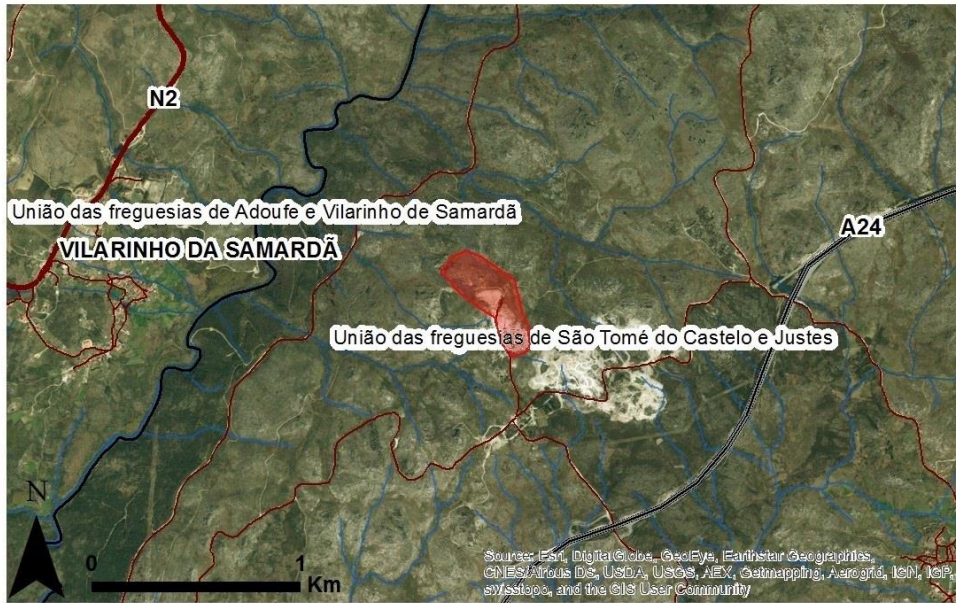 N2
União das freguesias de Adoufe e Vilarinho de Samardã
VILARINHO DA SAMARDÃ
A24
União das freguesias de São Tomé do Castelo e Justes
N
0 1
Km
Source: Esri, DigitalGlobe, GeoEye, Earthstar Geographics,
CNES/Airbus DS, USDA, USGS, AEX, Getmapping, Aerogrid, IGN, IGP,
swisstopo, and the GIS User Community